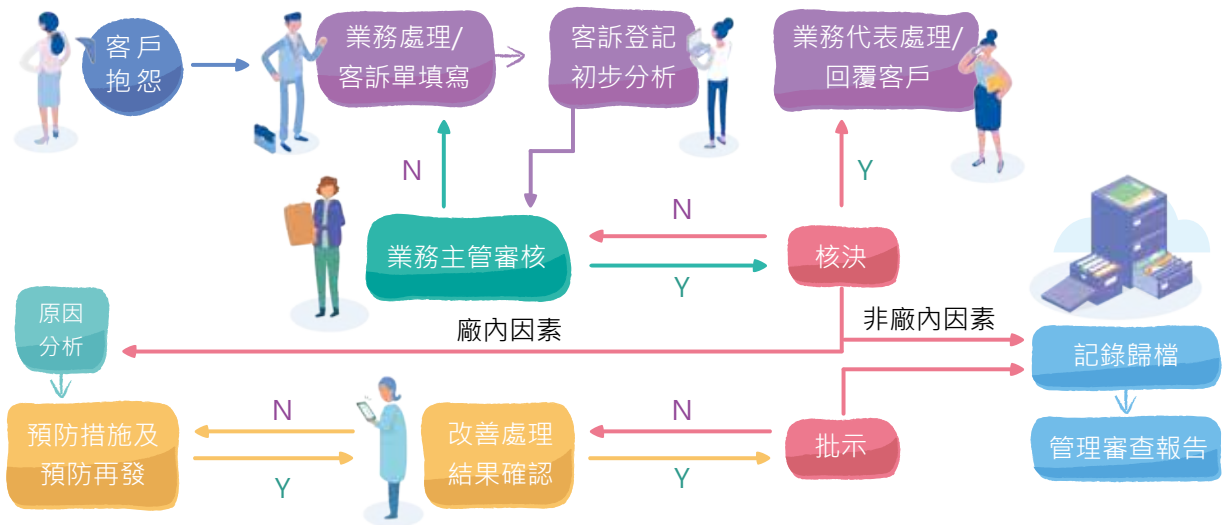 客戶
抱怨
業務處理/
客訴單填寫
客訴登記
初步分析
業務代表處理/
回覆客戶
N
Y
N
業務主管審核
核決
Y
原因
分析
廠內因素
非廠內因素
記錄歸檔
N
N
預防措施及
預防再發
改善處理
結果確認
批示
管理審查報告
Y
Y